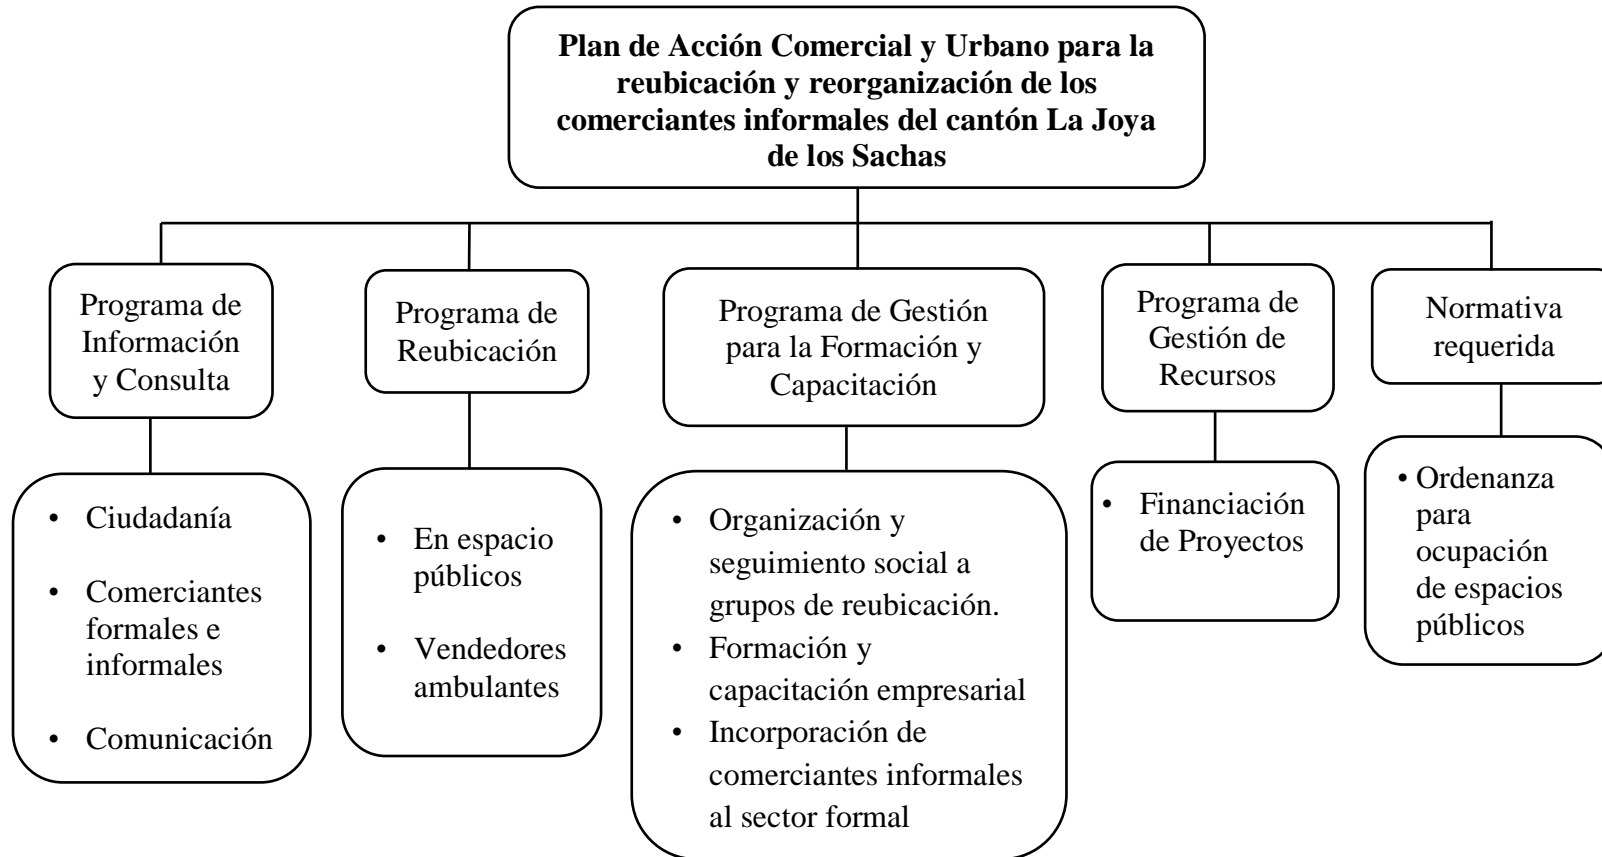 Plan de Acción Comercial y Urbano para la
reubicación y reorganización de los
comerciantes informales del cantón La Joya
de los Sachas
Programa de
Información
y Consulta
Programa de
Reubicación
Programa de Gestión
para la Formación y
Capacitación
Programa de
Gestión de
Recursos
Normativa
requerida
• Ciudadanía
• Comerciantes
formales e
informales
• Comunicación
• En espacio
públicos
• Vendedores
ambulantes
• Organización y
seguimiento social a
grupos de reubicación.
• Formación y
capacitación empresarial
• Incorporación de
comerciantes informales
al sector formal
• Financiación
de Proyectos
• Ordenanza
para
ocupación
de espacios
públicos